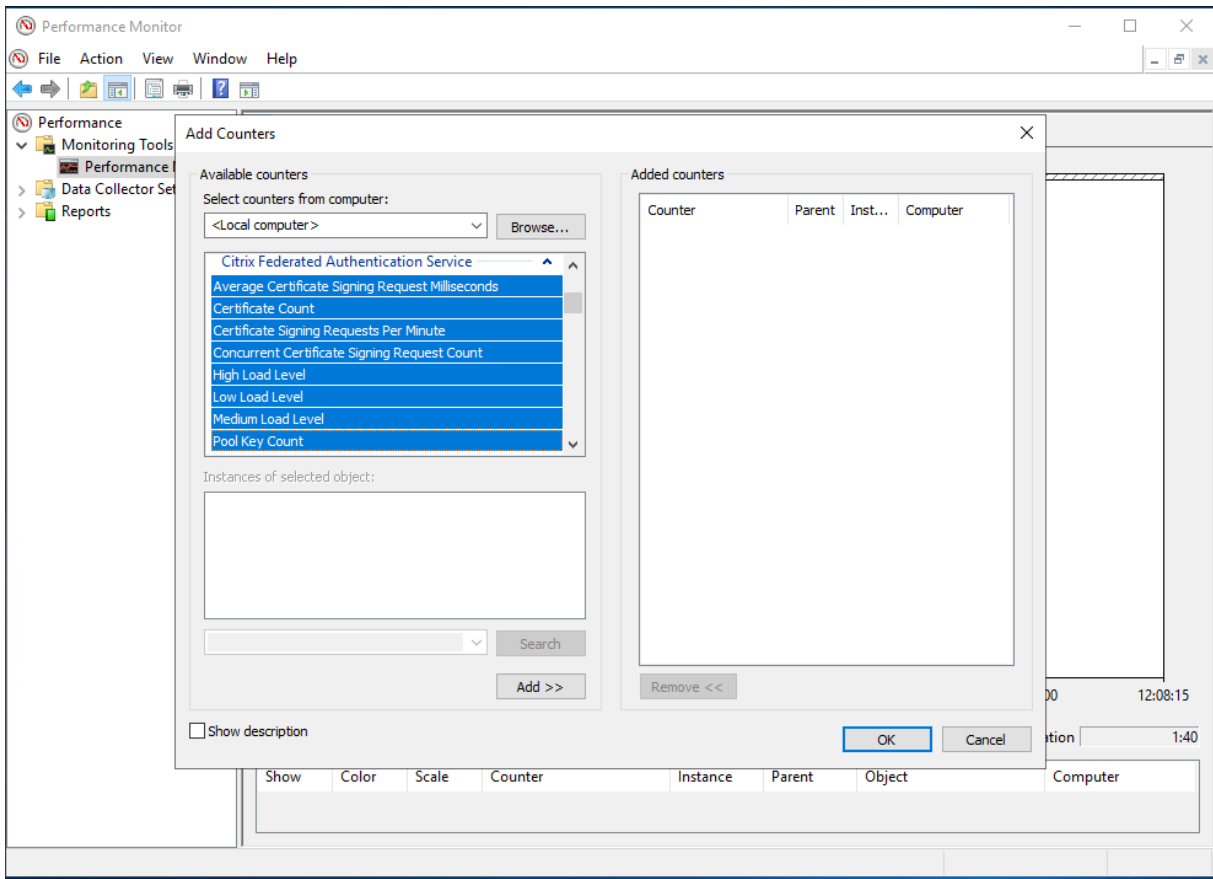 Performance Monitor
File Action View Window Help
Performance
Monitoring Tools
Performance
Data Collector Set
Reports
Add Counters
Available counters
Select counters from computer:
<Local computer>
Browse...
Citrix Federated Authentication Service
Average Certificate Signing Request Milliseconds
Certificate Count
Certificate Signing Requests Per Minute
Concurrent Certificate Signing Request Count
High Load Level
Low Load Level
Medium Load Level
Pool Key Count
Instances of selected object:
Search
Add >>
Show description
Added counters
Counter Parent Inst... Computer
Remove <<
OK Cancel
00 12:08:15
ation 1:40
Show Color Scale Counter Instance Parent Object Computer